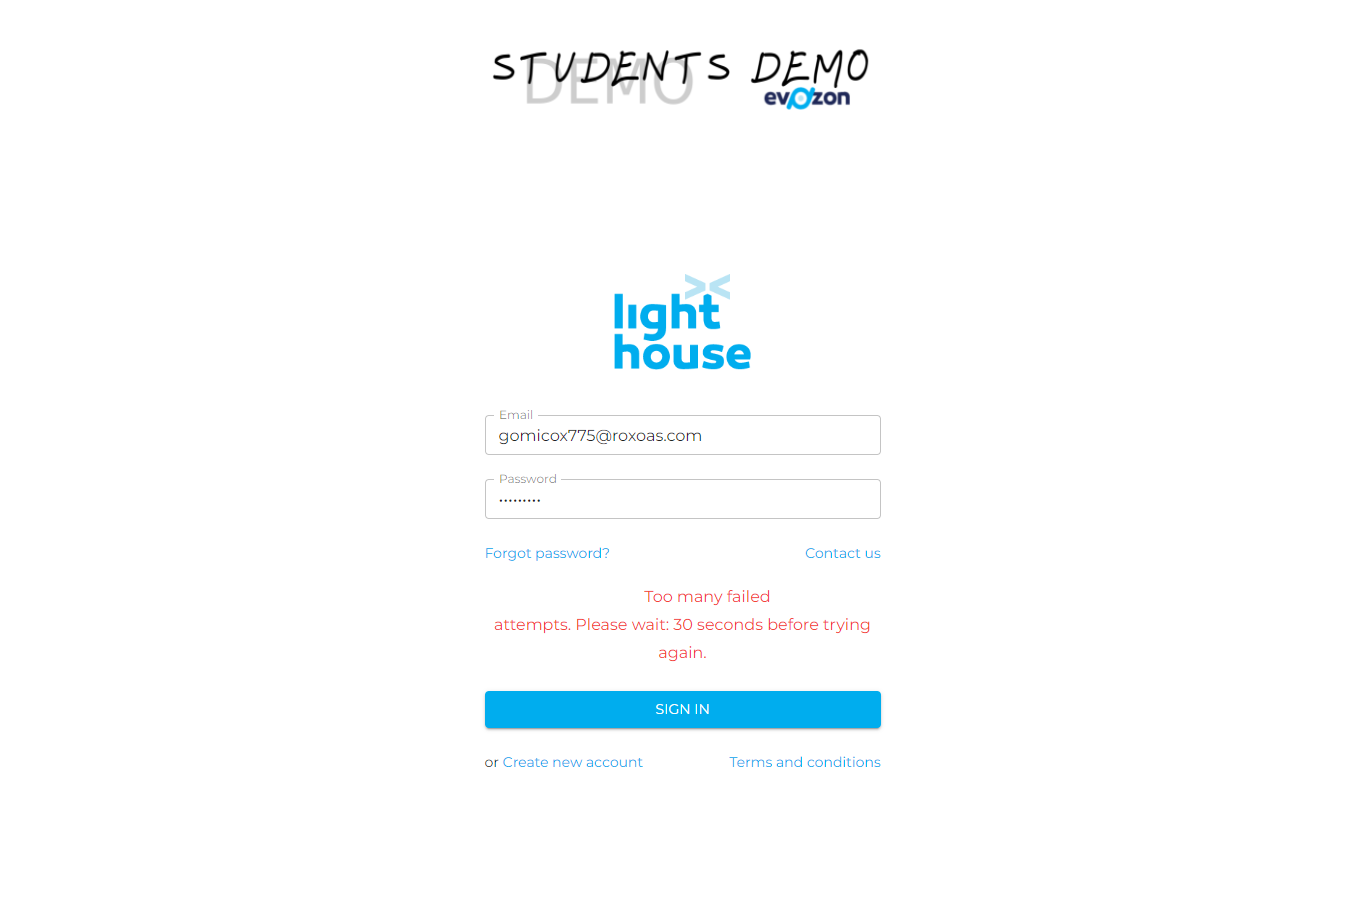 STUDENTS DEMO
DEMO
evozon
light
house
Email
gomicox775@roxoas.com
Password
•••••••••
Forgot password? Contact us
Too many failed
attempts. Please wait: 30 seconds before trying
again.
SIGN IN
or Create new account Terms and conditions